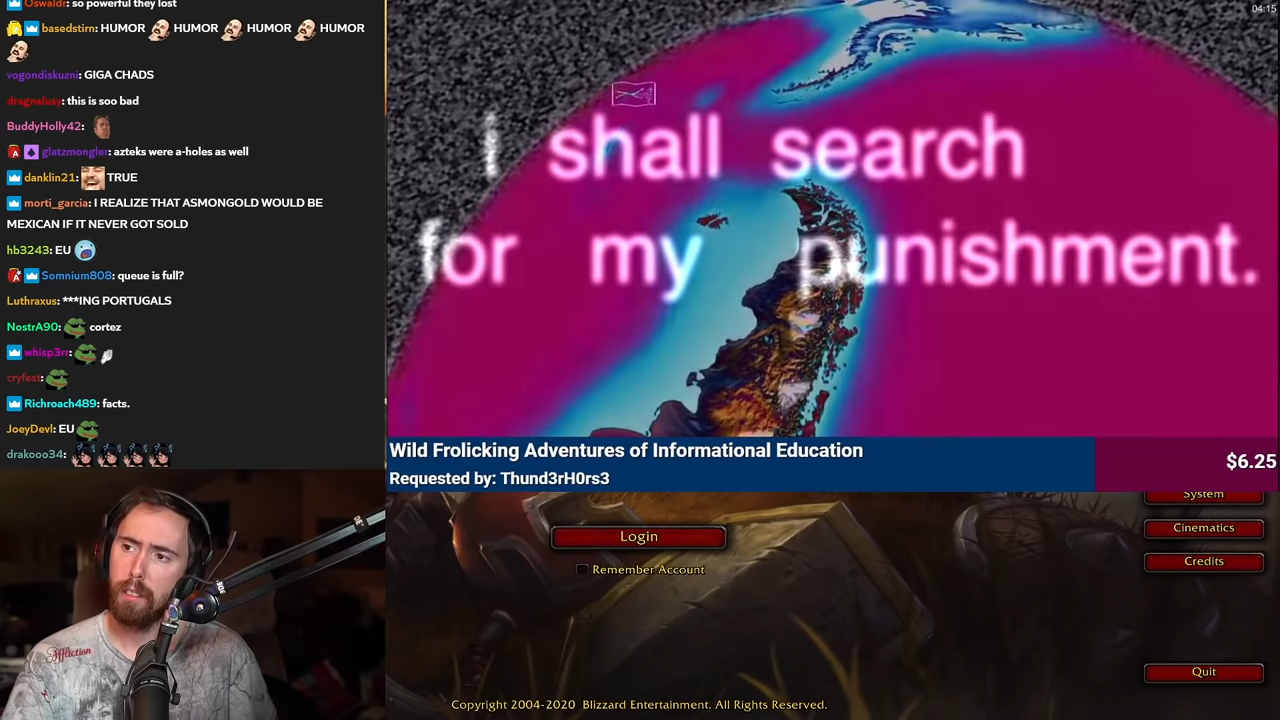 Oswaldr: so powerful they lost
basedstirn: HUMOR HUMOR HUMOR HUMOR
vogondiskuzni: GIGA CHADS
dragnalusy: this is soo bad
BuddyHolly42:
glatzmongler: azteks were a-holes as well
danklin21: TRUE
morti_garcia: I REALIZE THAT ASMONGOLD WOULD BE
MEXICAN IF IT NEVER GOT SOLD
hb3243: EU
Somnium808: queue is full?
Luthraxus: ***ING PORTUGALS
NostrA90: cortez
whisp3rr:
cryfest:
Richroach489: facts.
JoeyDevl: EU
drakooo34:
04:15
i shall search
for my punishment.
Wild Frolicking Adventures of Informational Education
Requested by: Thund3rH0rs3
$6.25
System
Login
Cinematics
Remember Account
Credits
Affliction
Quit
Copyright 2004-2020 Blizzard Entertainment. All Rights Reserved.